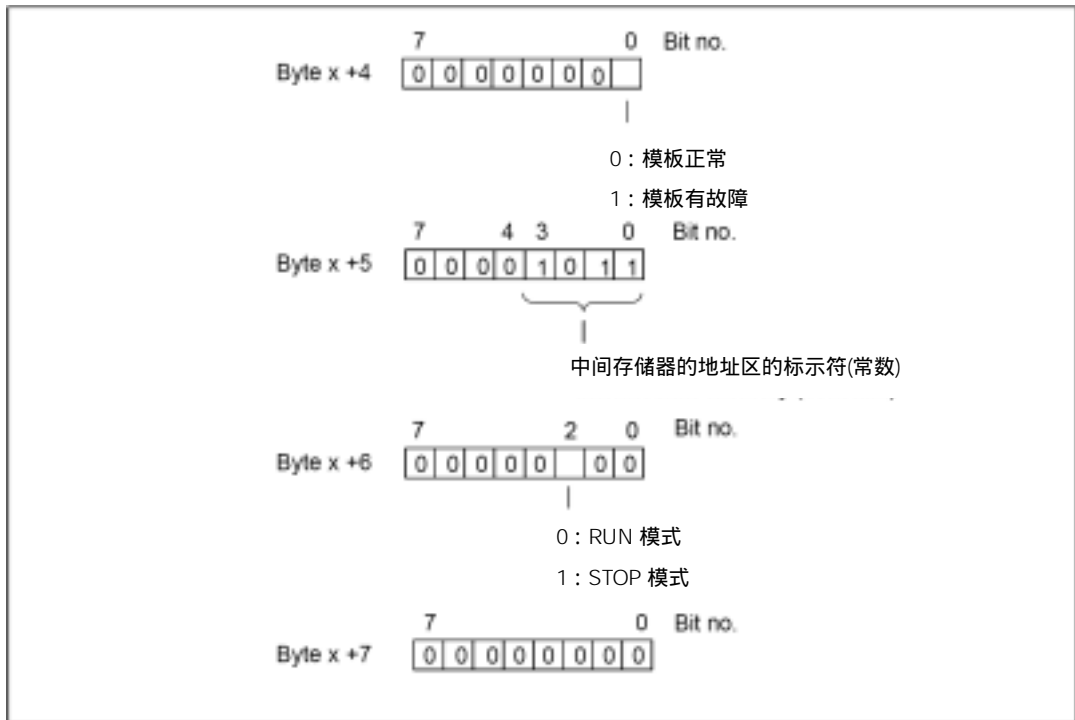 7 0 Bit no.
Byte x +4 0 0 0 0 0 0 0
0：模板正常
1：模板有故障
7 4 3 0 Bit no.
Byte x +5 0 0 0 0 1 0 1 1
中间存储器的地址区的标示符(常数)
7 2 0 Bit no.
Byte x +6 0 0 0 0 0 0 0
0：RUN 模式
1：STOP 模式
7 0 Bit no.
Byte x +7 0 0 0 0 0 0 0 0